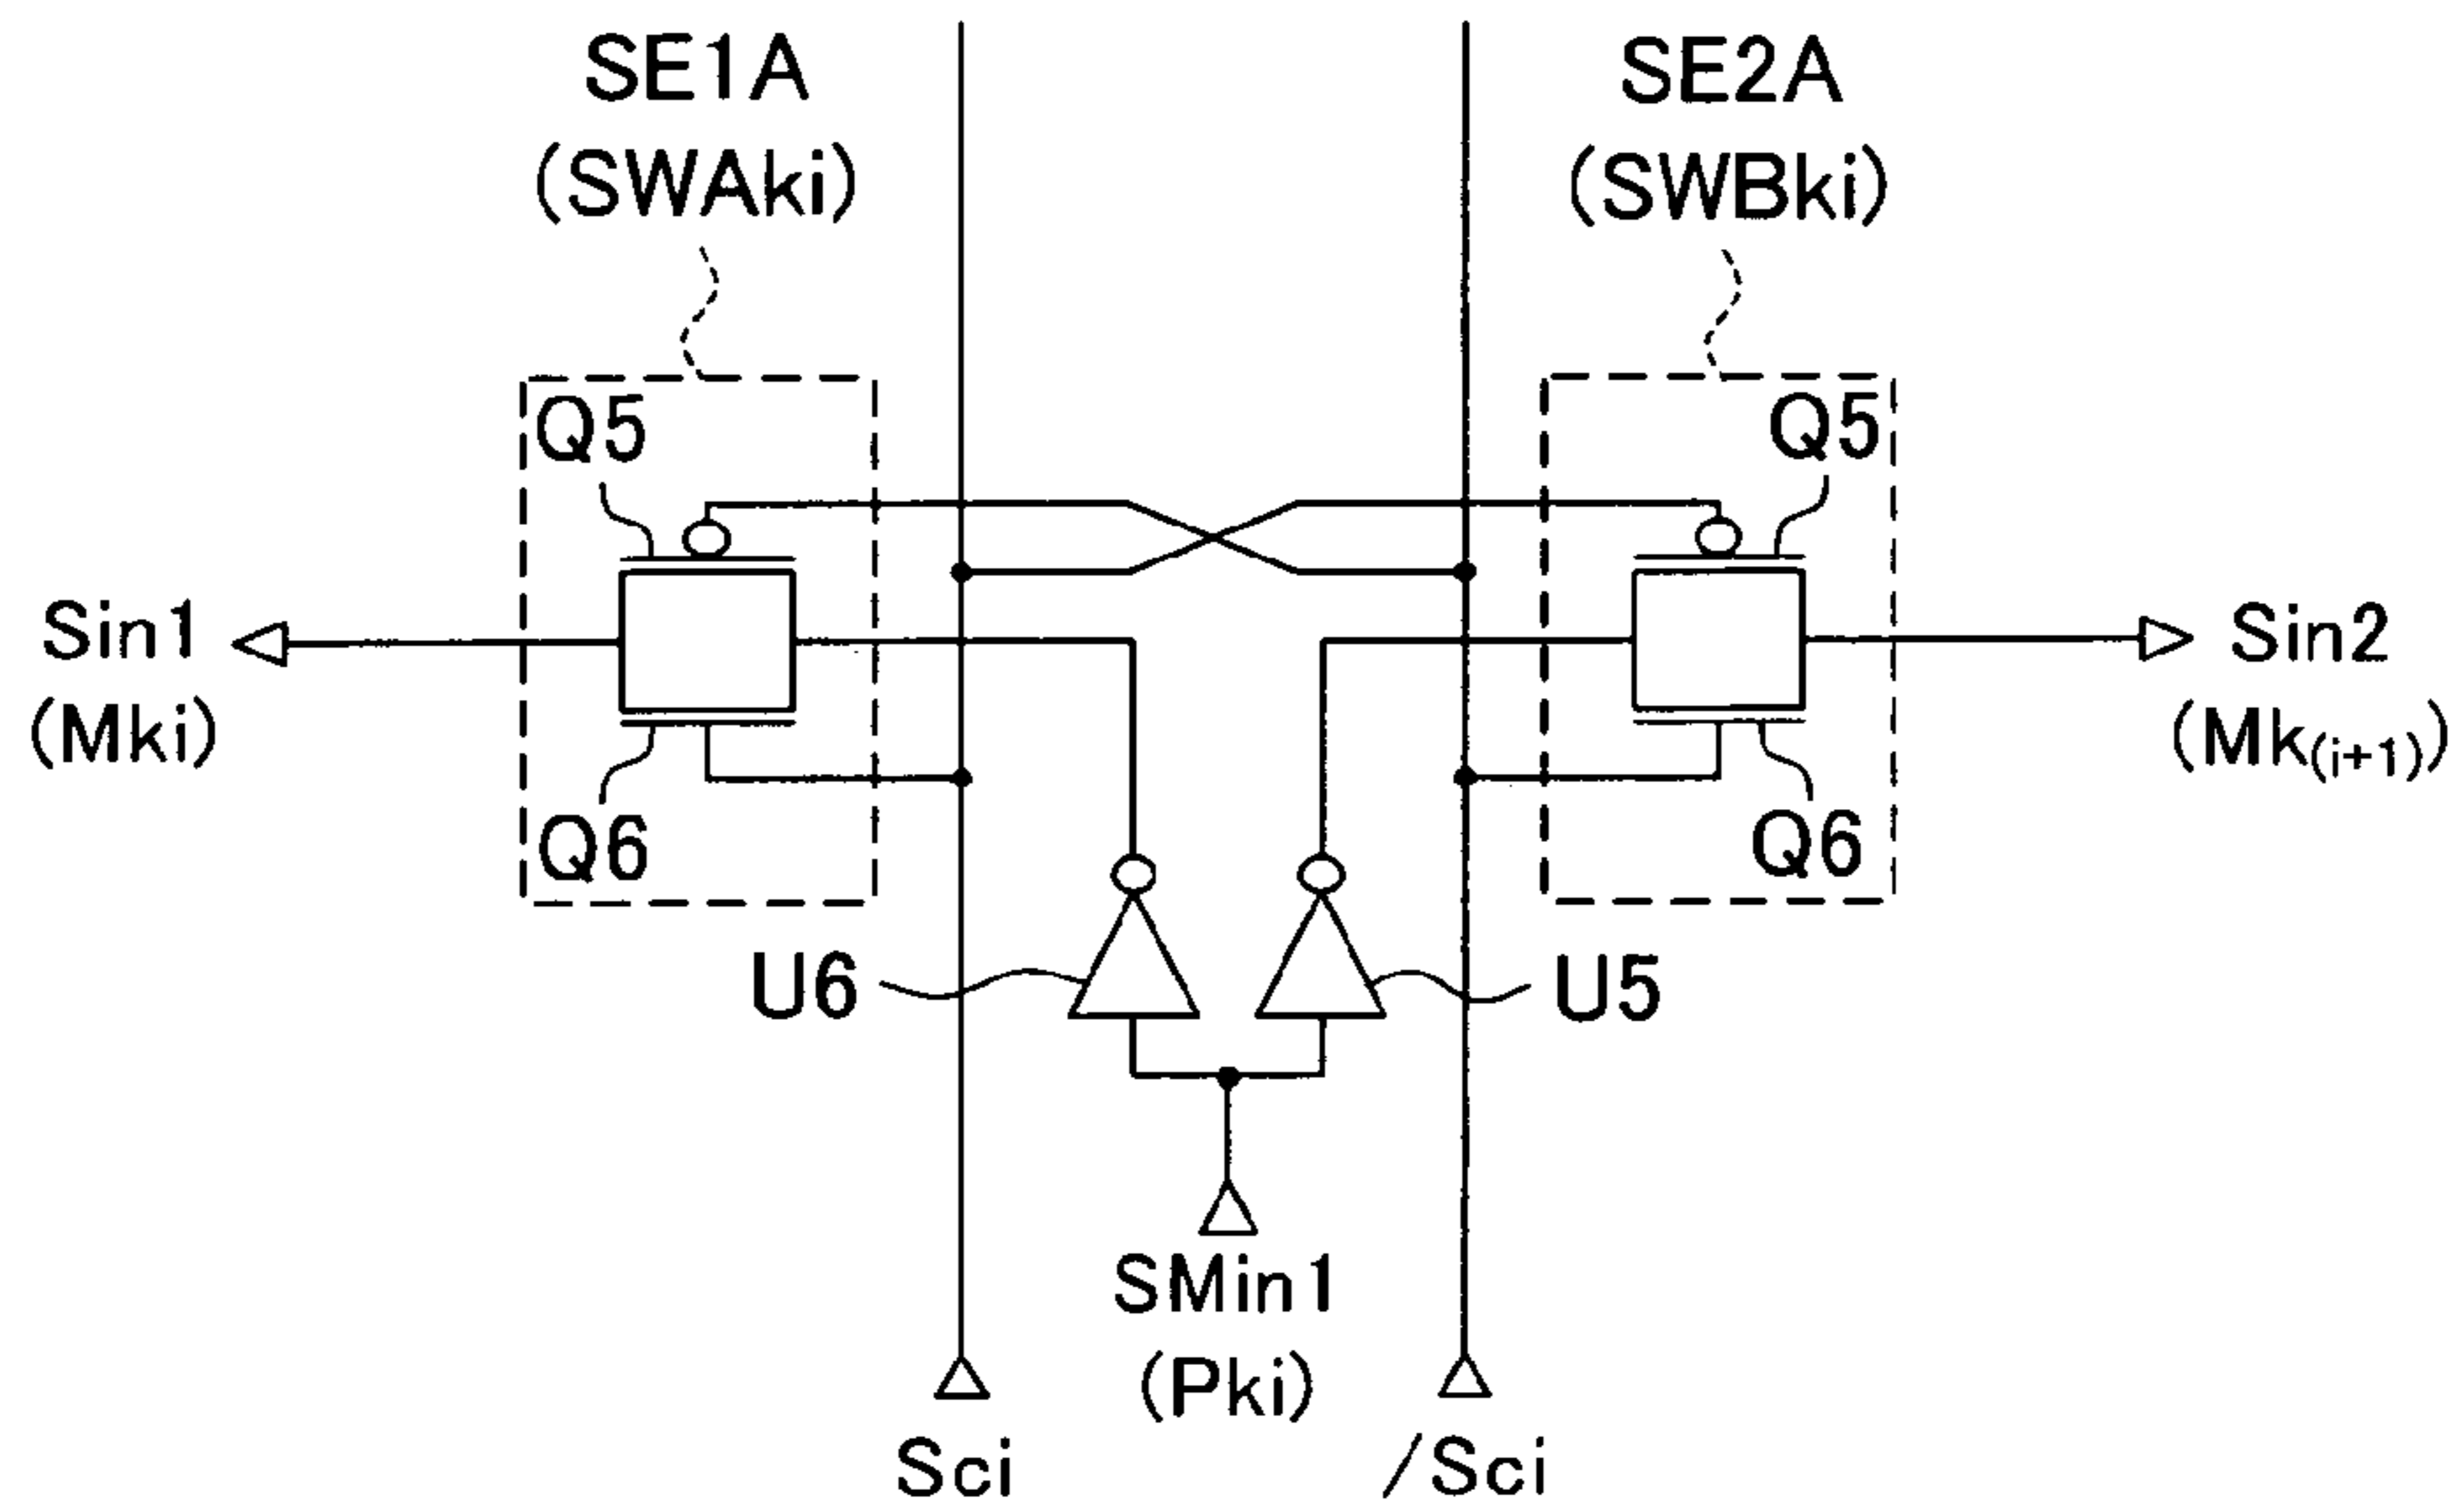 SE1A
(SWAki)
SE2A
(SWBki)
Q5
Q5
Sin1
(Mki)
Sin2
(Mk(i+1))
Q6
Q6
U6
U5
SMin1
(Pki)
Sci
/Sci